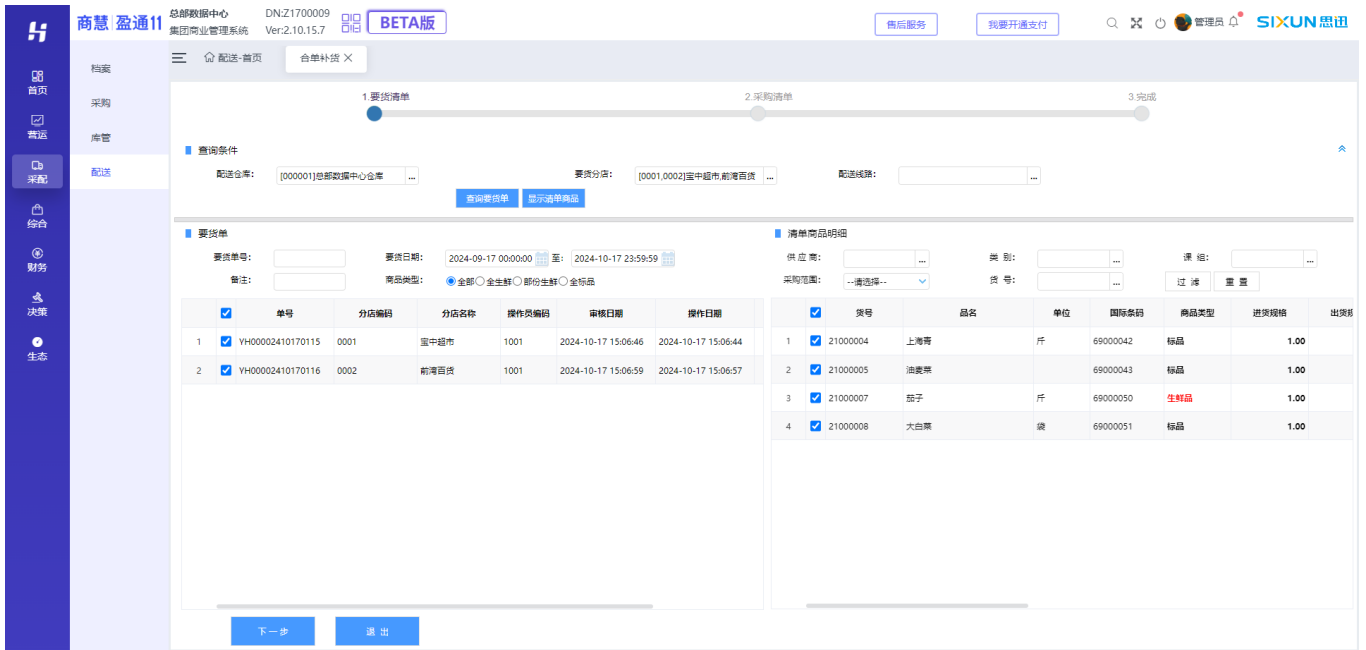 商慧 盈通11 总部数据中心 DN:Z1700009 BETA版 售后服务 我要开通支付 管理员 SIXUN思迅
集团商业管理系统 Ver:2.10.15.7
首页
营运
采配
综合
财务
决策
生态
档案
采购
库管
配送
配送-首页 合单补货
1.要货清单 2.采购清单 3.完成
查询条件
配送仓库: [000001]总部数据中心仓库 ... 要货分店: [0001,0002]宝中超市,前湾百货 ... 配送线路: ...
查询要货单 显示清单商品
要货单
要货单号: 要货日期: 2024-09-17 00:00:00 至: 2024-10-17 23:59:59
备注: 商品类型: 全部 全生鲜 部份生鲜 全标品
单号 分店编码 分店名称 操作员编码 审核日期 操作日期
1 YH00002410170115 0001 宝中超市 1001 2024-10-17 15:06:46 2024-10-17 15:06:44
2 YH00002410170116 0002 前湾百货 1001 2024-10-17 15:06:59 2024-10-17 15:06:57
清单商品明细
供应商: ... 类别: ... 课组: ...
采购范围: --请选择-- 货号: ... 过滤 重置
货号 品名 单位 国际条码 商品类型 进货规格 出货规
1 21000004 上海青 斤 69000042 标品 1.00
2 21000005 油麦菜 69000043 标品 1.00
3 21000007 茄子 斤 69000050 生鲜品 1.00
4 21000008 大白菜 袋 69000051 标品 1.00
下一步 退出